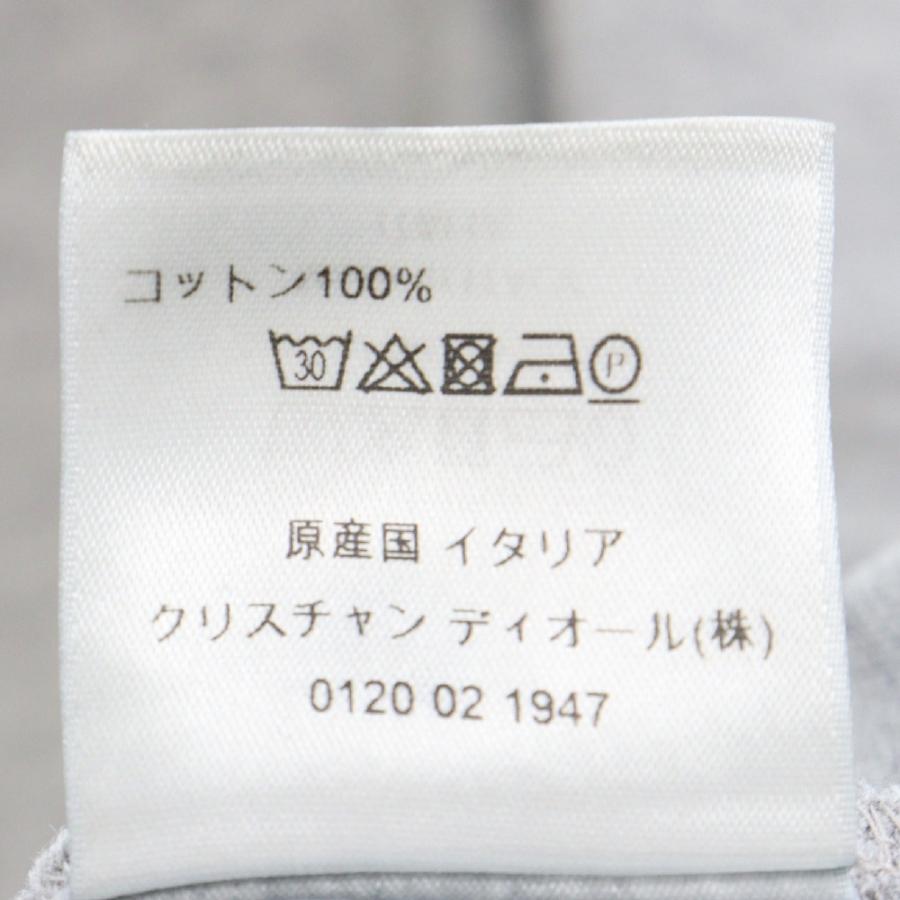 コットン100%
30 P
原産国 イタリア
クリスチャン ディオール(株)
0120 02 1947